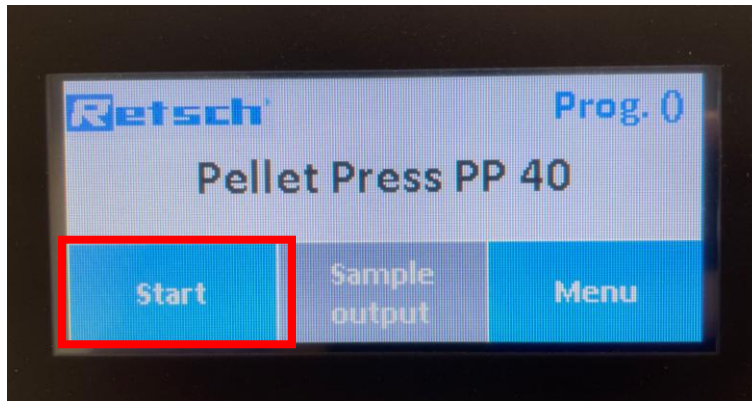 Retsch
Prog. 0
Pellet Press PP 40
Start
Sample
output
Menu